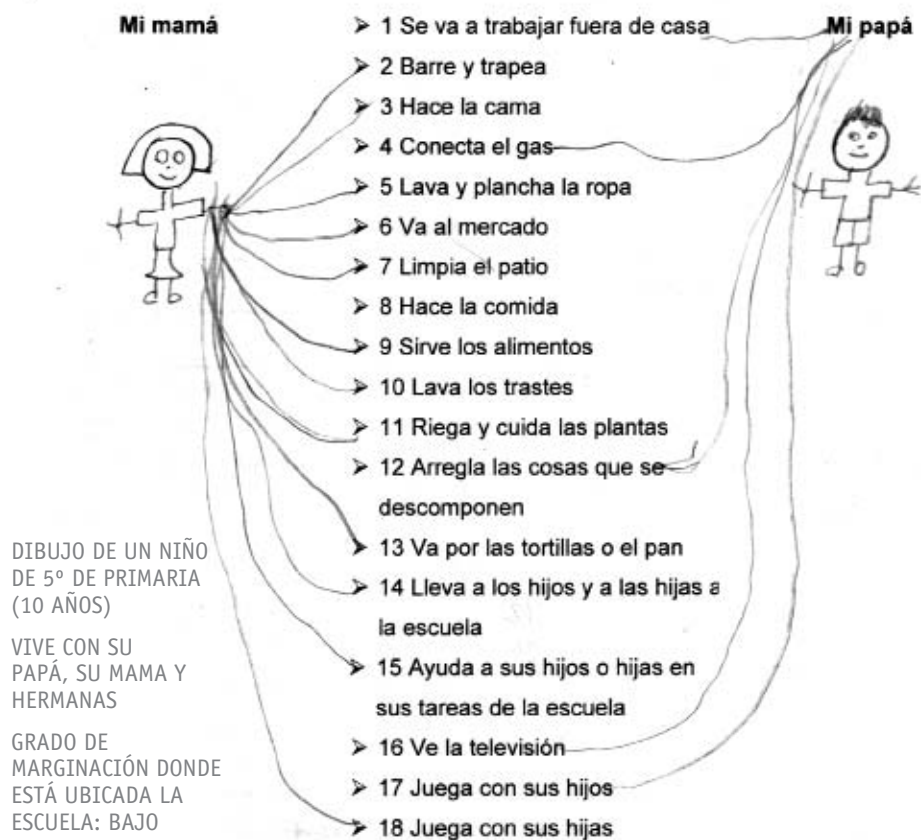 Mi mamá
➢ 1 Se va a trabajar fuera de casa
Mi papá
➢ 2 Barre y trapea
➢ 3 Hace la cama
➢ 4 Conecta el gas
➢ 5 Lava y plancha la ropa
➢ 6 Va al mercado
➢ 7 Limpia el patio
➢ 8 Hace la comida
➢ 9 Sirve los alimentos
➢ 10 Lava los trastes
➢ 11 Riega y cuida las plantas
➢ 12 Arregla las cosas que se
descomponen
➢ 13 Va por las tortillas o el pan
➢ 14 Lleva a los hijos y a las hijas a
la escuela
➢ 15 Ayuda a sus hijos o hijas en
sus tareas de la escuela
➢ 16 Ve la televisión
➢ 17 Juega con sus hijos
➢ 18 Juega con sus hijas
DIBUJO DE UN NIÑO
DE 5º DE PRIMARIA
(10 AÑOS)
VIVE CON SU
PAPÁ, SU MAMA Y
HERMANAS
GRADO DE
MARGINACIÓN DONDE
ESTÁ UBICADA LA
ESCUELA: BAJO